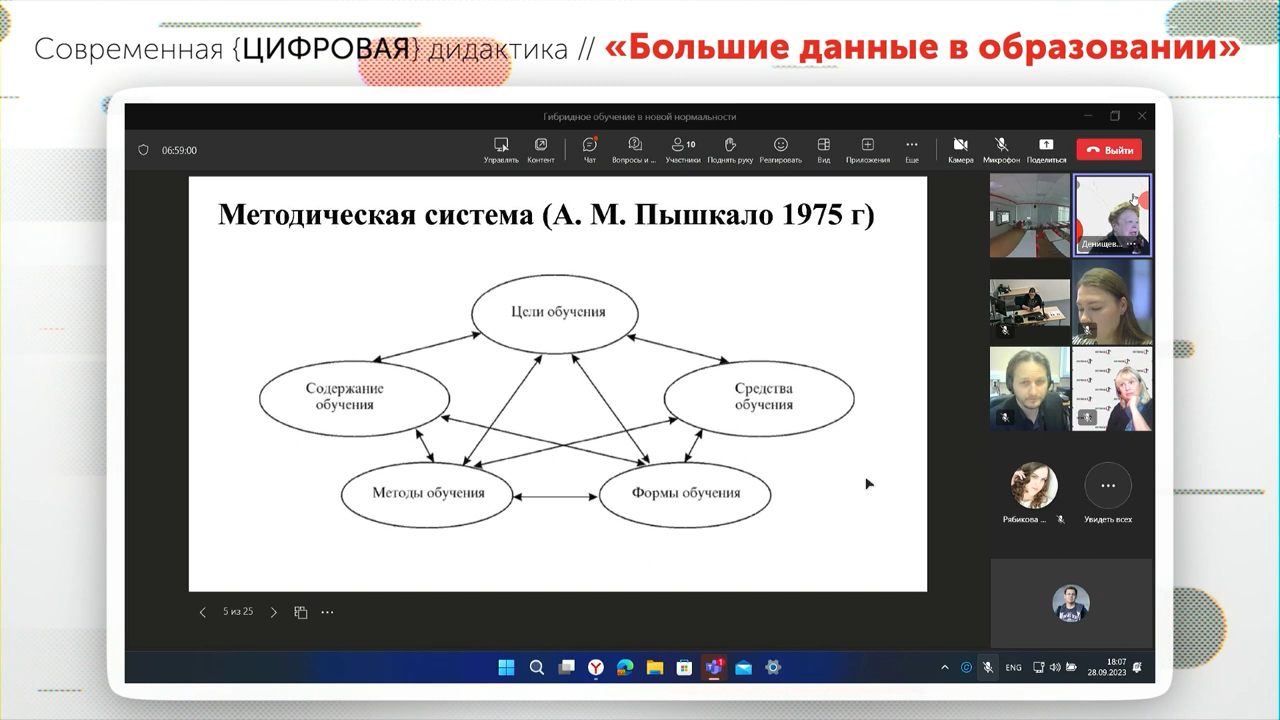 Современная {ЦИФРОВАЯ} дидактика // «Большие данные в образовании»
Гибридное обучение в новой нормальности
06:59:00
Управлять
Контент
Чат
Вопросы и ...
10
Участники
Поднять руку
Реагировать
Вид
Приложения
Еще
Камера
Микрофон
Поделиться
Выйти
Методическая система (А. М. Пышкало 1975 г)
Цели обучения
Содержание
обучения
Средства
обучения
Методы обучения
Формы обучения
Денищев...
Рябикова ...
Увидеть всех
5 из 25
1
ENG
18:07
28.09.2023